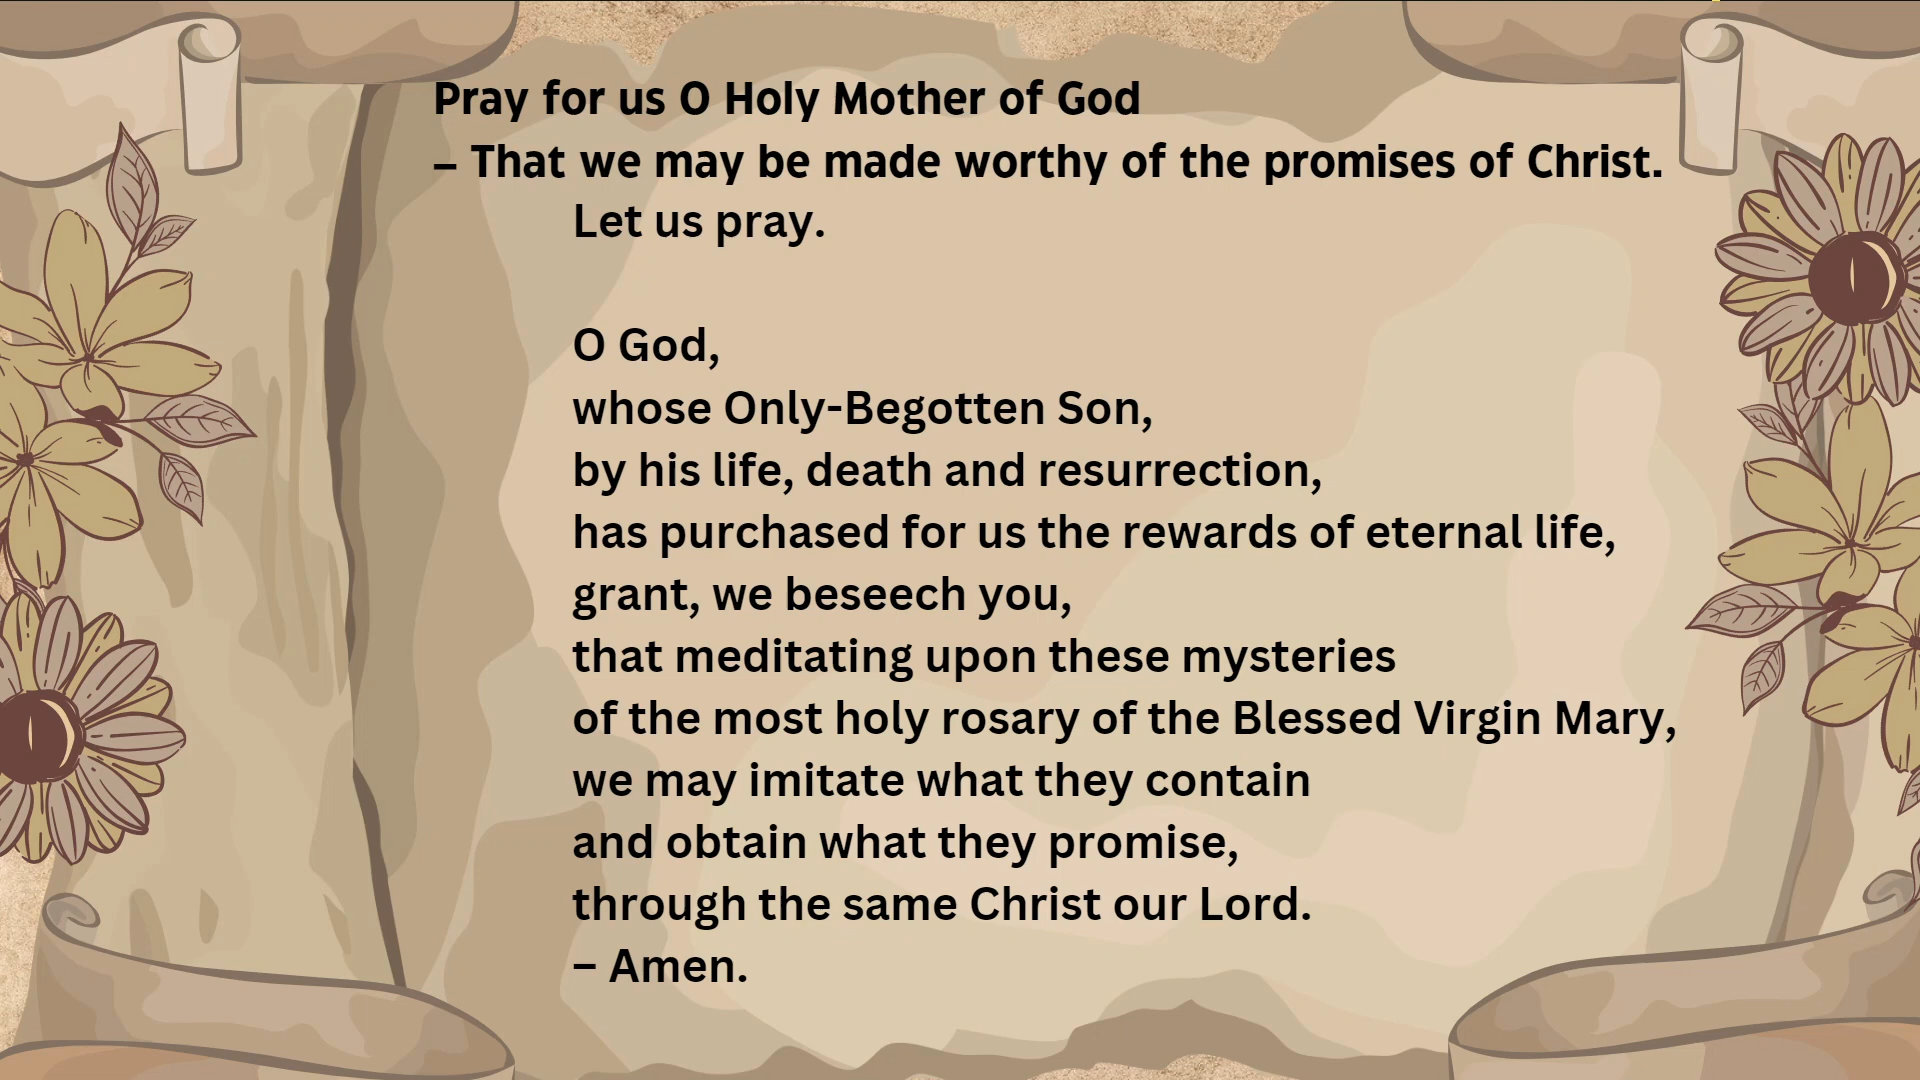 Pray for us O Holy Mother of God
– That we may be made worthy of the promises of Christ.
Let us pray.
O God,
whose Only-Begotten Son,
by his life, death and resurrection,
has purchased for us the rewards of eternal life,
grant, we beseech you,
that meditating upon these mysteries
of the most holy rosary of the Blessed Virgin Mary,
we may imitate what they contain
and obtain what they promise,
through the same Christ our Lord.
– Amen.